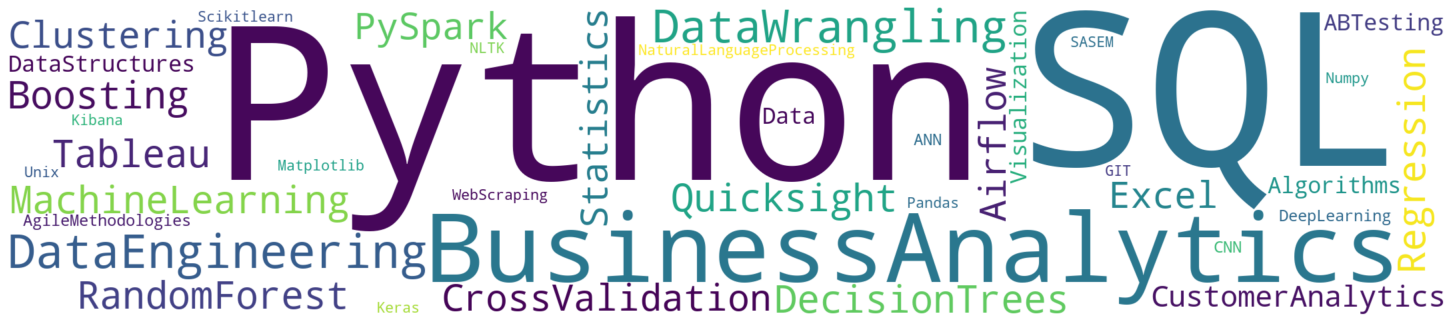 Clustering
Scikitlearn
PySpark
NLTK
DataWrangling
NaturalLanguageProcessing
Visualization
SASEM
ABTesting
DataStructures
Boosting
Kibana
Python
SQL
Statistics
Data
ANN
Airflow
Numpy
Regression
Tableau
Unix
Matplotlib
MachineLearning
WebScraping
Quicksight
Pandas
GIT
Excel
Algorithms
AgileMethodologies
DeepLearning
DataEngineering
BusinessAnalytics
CNN
RandomForest
Keras
CrossValidation
DecisionTrees
CustomerAnalytics